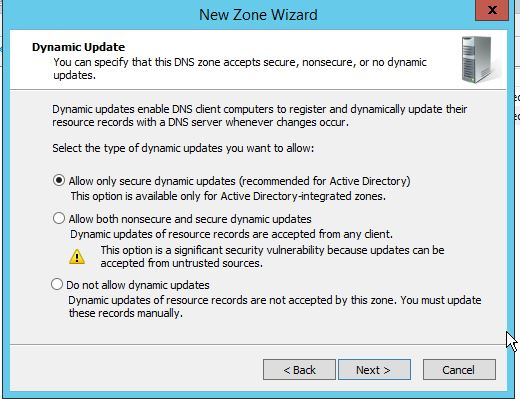 New Zone Wizard
x
Dynamic Update
You can specify that this DNS zone accepts secure, nonsecure, or no dynamic
updates.
Dynamic updates enable DNS client computers to register and dynamically update their
resource records with a DNS server whenever changes occur.
Select the type of dynamic updates you want to allow:
Allow only secure dynamic updates (recommended for Active Directory)
This option is available only for Active Directory-integrated zones.
Allow both nonsecure and secure dynamic updates
Dynamic updates of resource records are accepted from any client.
This option is a significant security vulnerability because updates can be
accepted from untrusted sources.
Do not allow dynamic updates
Dynamic updates of resource records are not accepted by this zone. You must update
these records manually.
< Back Next > Cancel